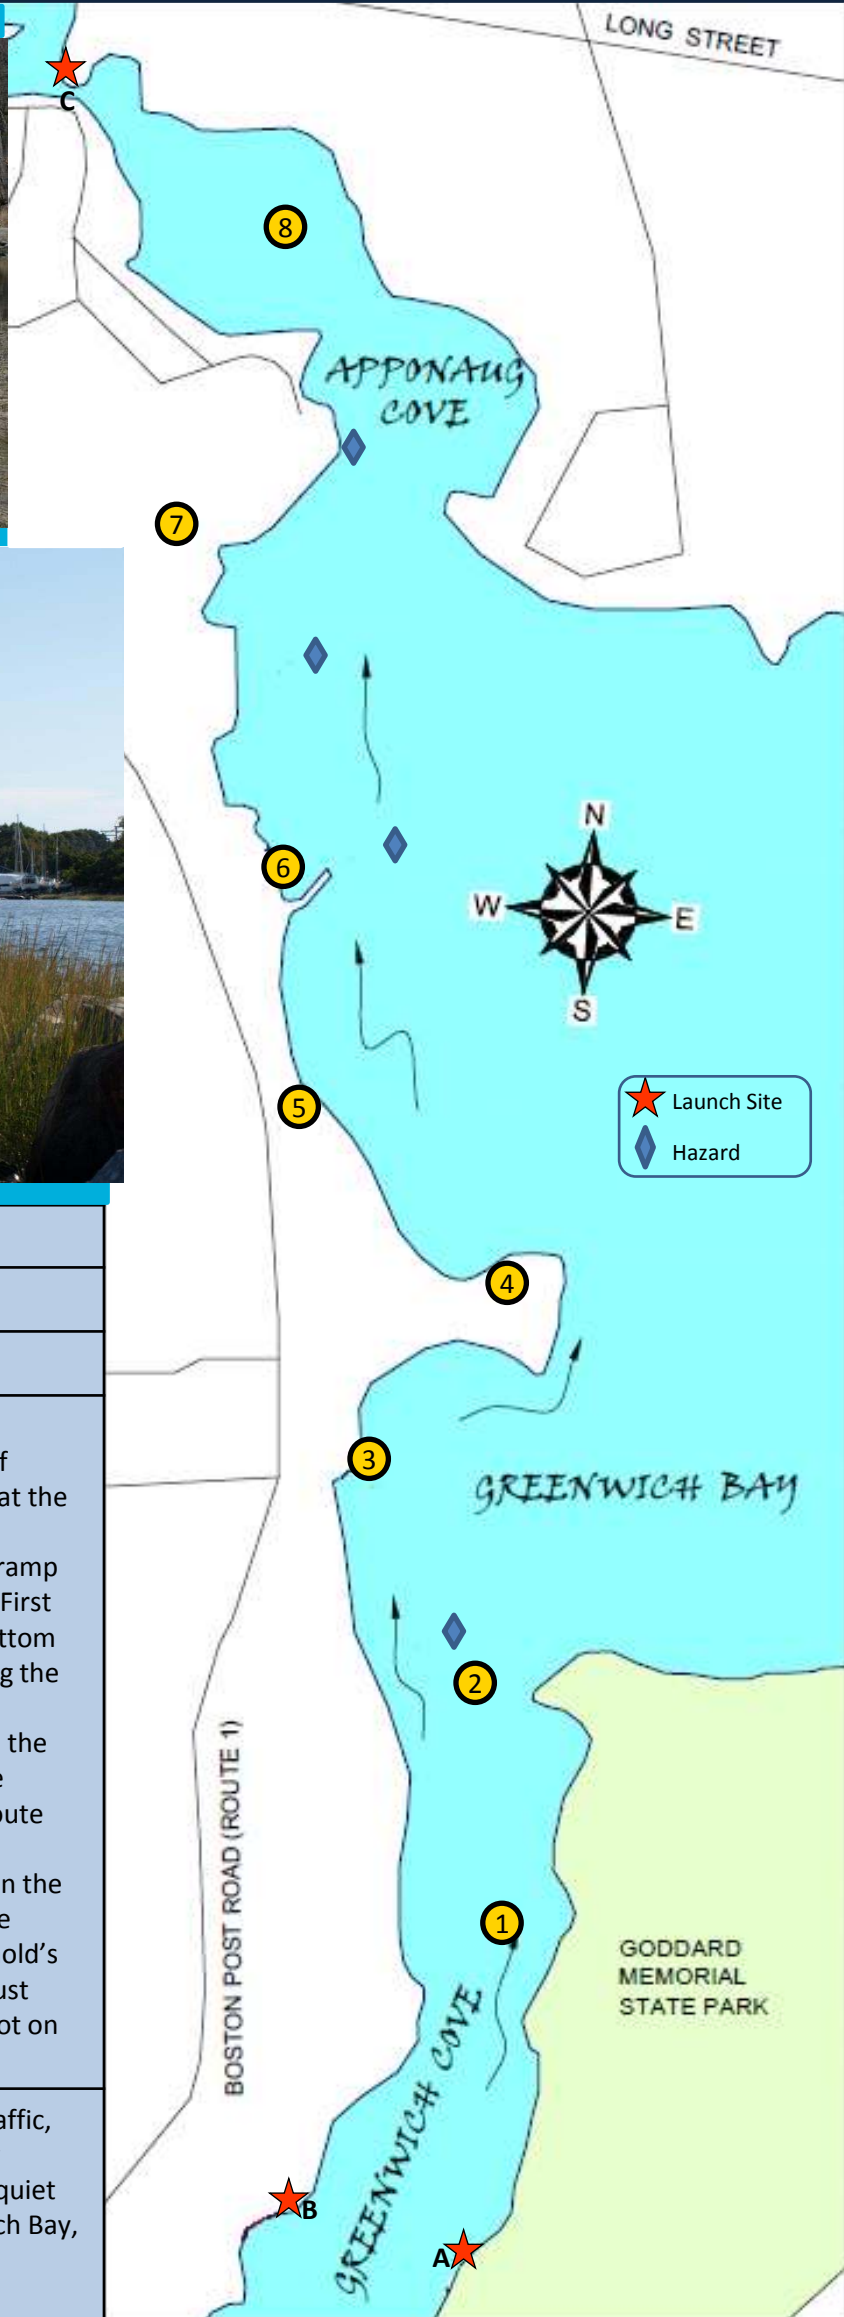 LONG STREET
C
8
APPONAUG
COVE
7
N
6
W
E
S
5
Launch Site
Hazard
4
f
at the
3
GREENWICH BAY
ramp
First
ttom
g the
2
the
e
oute
BOSTON POST ROAD (ROUTE 1)
n the
e
old's
ust
ot on
1
GODDARD
MEMORIAL
STATE PARK
GREENWICH COVE
affic,
quiet
ch Bay,
B
A